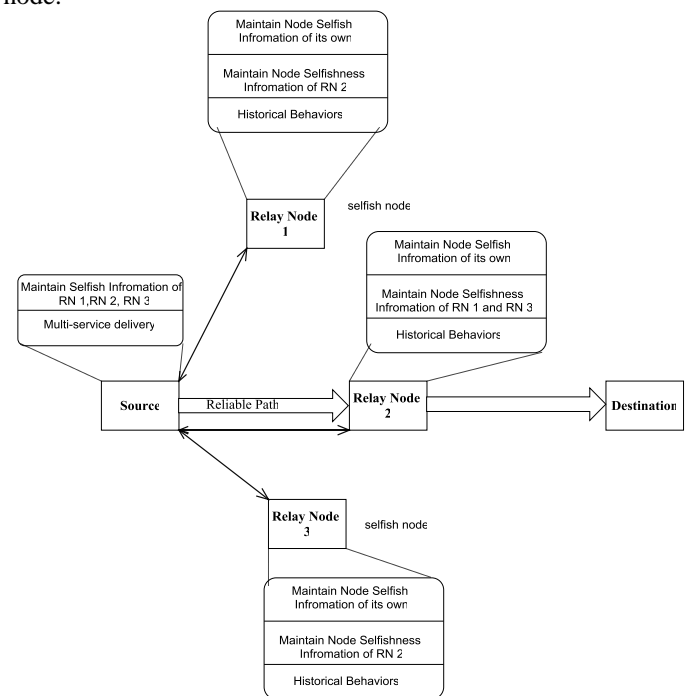 node.
Maintain Node Selfish
Infromation of its own
Maintain Node Selfishness
Infromation of RN 2
Historical Behaviors
Relay Node
1
selfish node
Maintain Node Selfish
Infromation of its own
Maintain Node Selfishness
Infromation of RN 1 and RN 3
Historical Behaviors
Maintain Selfish Infromation of
RN 1,RN 2, RN 3
Multi-service delivery
Source
Reliable Path
Relay Node
2
Destination
Relay Node
3
selfish node
Maintain Node Selfish
Infromation of its own
Maintain Node Selfishness
Infromation of RN 2
Historical Behaviors